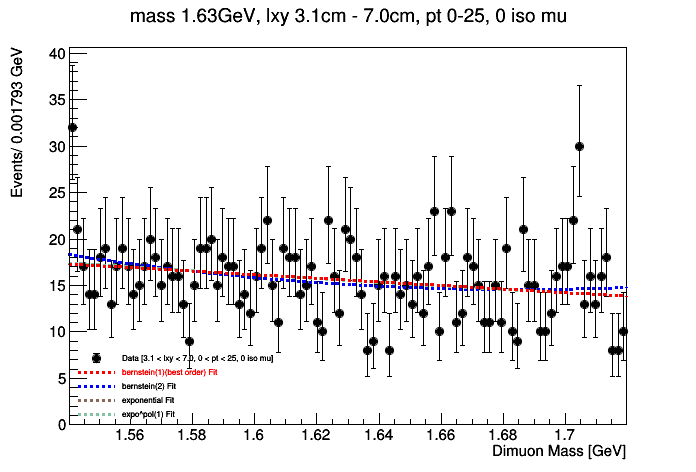 mass 1.63GeV, lxy 3.1cm - 7.0cm, pt 0-25, 0 iso mu
Events/ 0.001793 GeV
40
35
30
25
20
15
10
5
0
Data [3.1 < lxy < 7.0, 0 < pt < 25, 0 iso mu]
bernstein(1)(best order) Fit
bernstein(2) Fit
exponential Fit
expo*pol(1) Fit
1.56 1.58 1.6 1.62 1.64 1.66 1.68 1.7
Dimuon Mass [GeV]